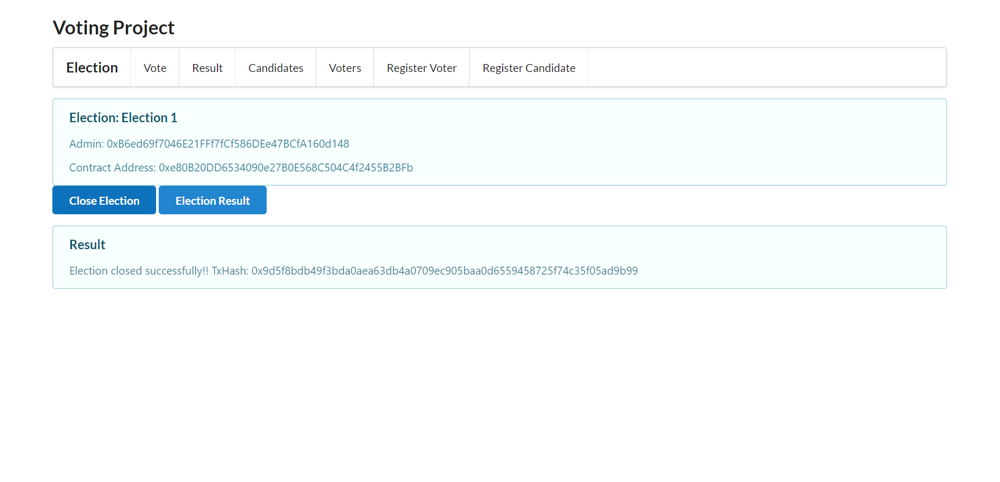 Voting Project
Election Vote Result Candidates Voters Register Voter Register Candidate
Election: Election 1
Admin: 0xB6ed69f7046E21FFf7fCf586DEe47BCfA160d148
Contract Address: 0xe80B20DD6534090e27B0E568C504C4f2455B2BFb
Close Election Election Result
Result
Election closed successfully!! TxHash: 0x9d5f8bdb49f3bda0aea63db4a0709ec905baa0d6559458725f74c35f05ad9b99